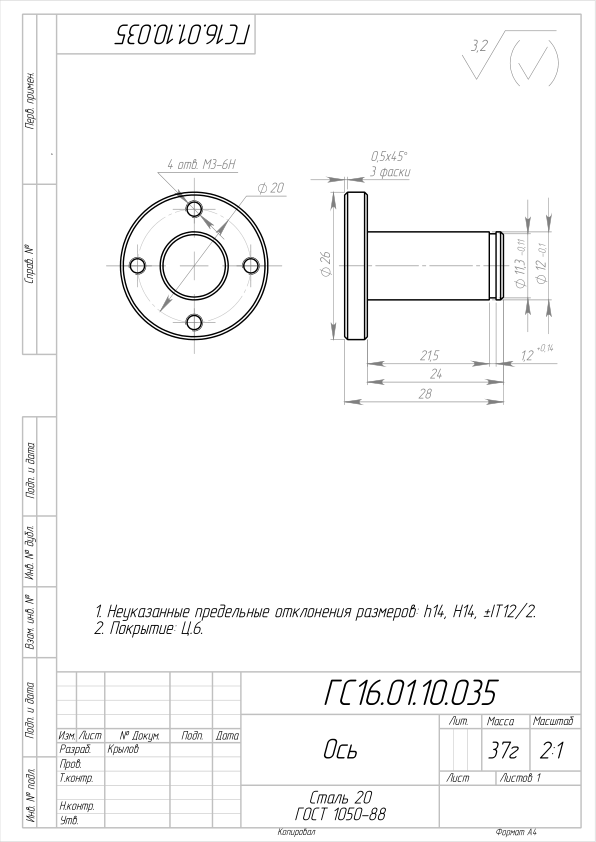 ГС16.01.10.035
3,2
Перв. примен.
Справ. №
4 отв. М3-6Н
⌀ 20
0,5x45°
3 фаски
⌀ 26
⌀ 11,3 -0,11
⌀ 12 -0,1
21,5
1,2 +0,14
24
28
Подп. и дата
Инв. № дубл.
Взам. инв. №
Подп. и дата
Инв. № подл.
1. Неуказанные предельные отклонения размеров: h14, H14, ±IT12/2.
2. Покрытие: Ц.6.
ГС16.01.10.035
Изм. Лист № Докум. Подп. Дата
Разраб. Крылов
Пров.
Т.контр.
Н.контр.
Утв.
Ось
Лит. Масса Масштаб
37г 2:1
Лист Листов 1
Сталь 20
ГОСТ 1050-88
Копировал Формат А4